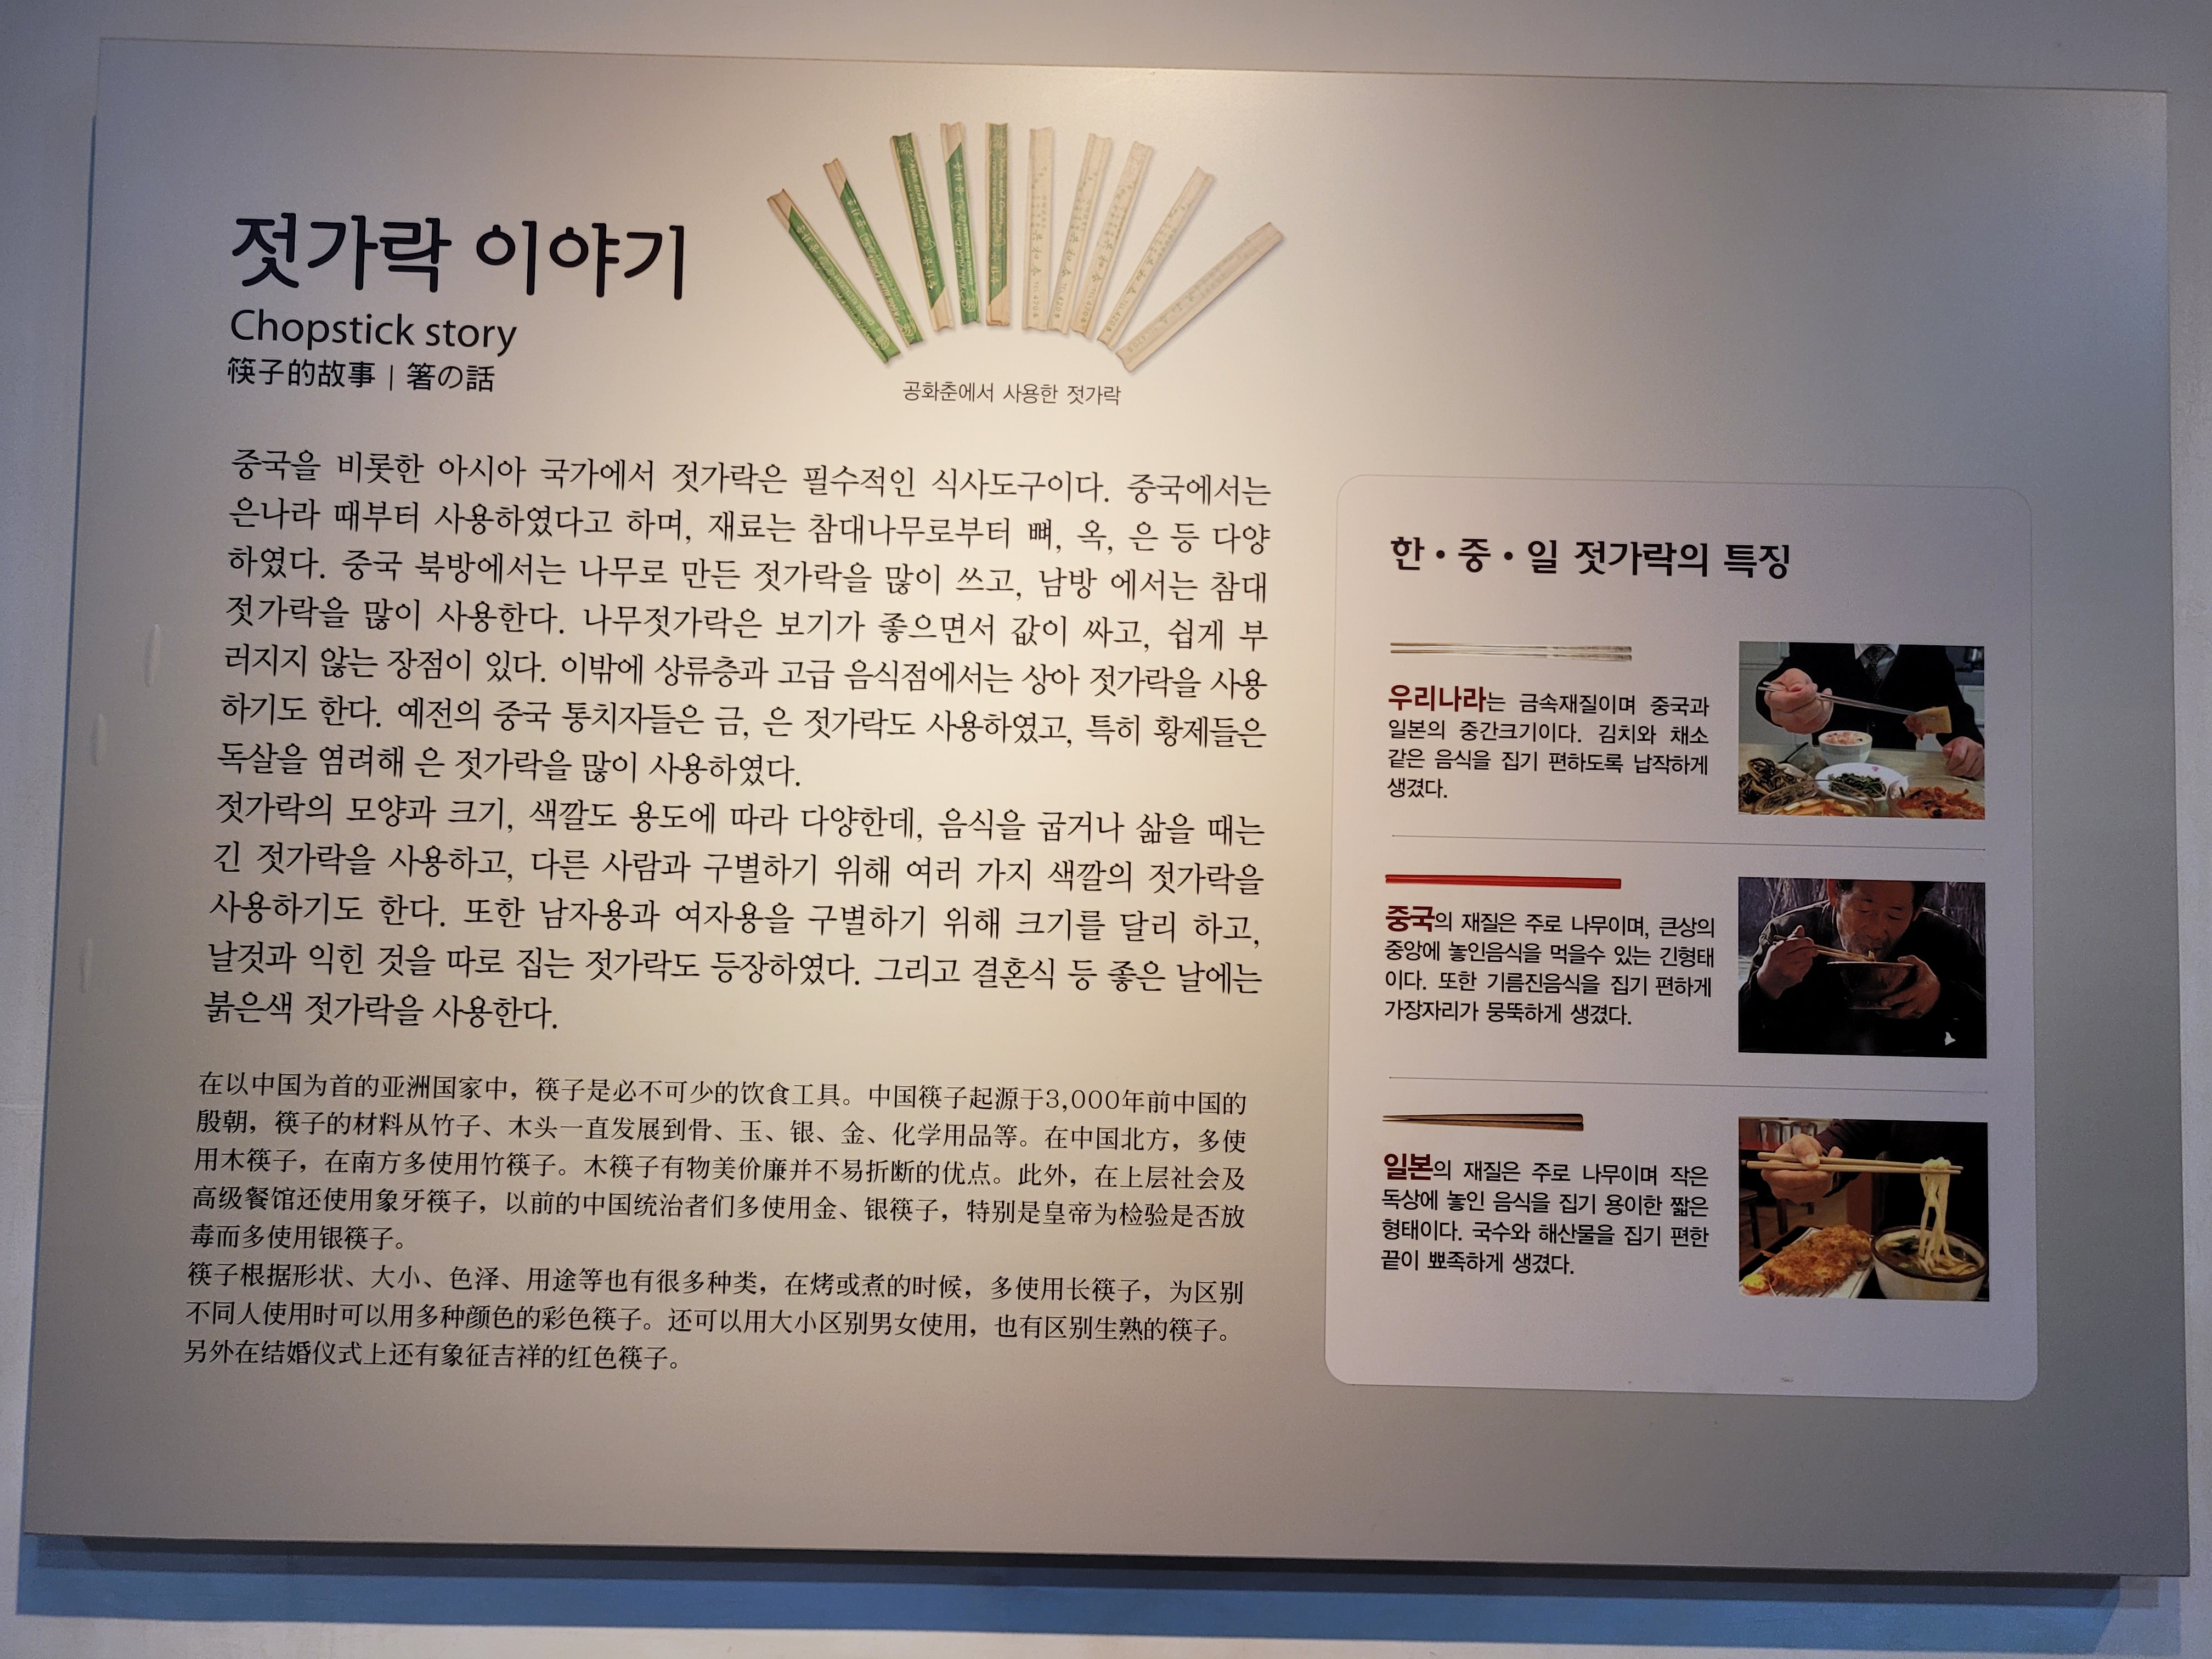 젓가락 이야기
Chopstick story
筷子的故事 | 箸の話
공화춘에서 사용한 젓가락
중국을 비롯한 아시아 국가에서 젓가락은 필수적인 식사도구이다. 중국에서는
은나라 때부터 사용하였다고 하며, 재료는 참대나무로부터 뼈, 옥, 은 등 다양
하였다. 중국 북방에서는 나무로 만든 젓가락을 많이 쓰고, 남방 에서는 참대
젓가락을 많이 사용한다. 나무젓가락은 보기가 좋으면서 값이 싸고, 쉽게 부
러지지 않는 장점이 있다. 이밖에 상류층과 고급 음식점에서는 상아 젓가락을 사용
하기도 한다. 예전의 중국 통치자들은 금, 은 젓가락도 사용하였고, 특히 황제들은
독살을 염려해 은 젓가락을 많이 사용하였다.
젓가락의 모양과 크기, 색깔도 용도에 따라 다양한데, 음식을 굽거나 삶을 때는
긴 젓가락을 사용하고, 다른 사람과 구별하기 위해 여러 가지 색깔의 젓가락을
사용하기도 한다. 또한 남자용과 여자용을 구별하기 위해 크기를 달리 하고,
날것과 익힌 것을 따로 집는 젓가락도 등장하였다. 그리고 결혼식 등 좋은 날에는
붉은색 젓가락을 사용한다.
在以中国为首的亚洲国家中，筷子是必不可少的饮食工具。中国筷子起源于3,000年前中国的
殷朝，筷子的材料从竹子、木头一直发展到骨、玉、银、金、化学用品等。在中国北方，多使
用木筷子，在南方多使用竹筷子。木筷子有物美价廉并不易折断的优点。此外，在上层社会及
高级餐馆还使用象牙筷子，以前的中国统治者们多使用金、银筷子，特别是皇帝为检验是否放
毒而多使用银筷子。
筷子根据形状、大小、色泽、用途等也有很多种类，在烤或煮的时候，多使用长筷子，为区别
不同人使用时可以用多种颜色的彩色筷子。还可以用大小区别男女使用，也有区别生熟的筷子。
另外在结婚仪式上还有象征吉祥的红色筷子。
한 • 중 • 일 젓가락의 특징
우리나라는 금속재질이며 중국과
일본의 중간크기이다. 김치와 채소
같은 음식을 집기 편하도록 납작하게
생겼다.
중국의 재질은 주로 나무이며, 큰상의
중앙에 놓인음식을 먹을수 있는 긴형태
이다. 또한 기름진음식을 집기 편하게
가장자리가 뭉뚝하게 생겼다.
일본의 재질은 주로 나무이며 작은
독상에 놓인 음식을 집기 용이한 짧은
형태이다. 국수와 해산물을 집기 편한
끝이 뾰족하게 생겼다.